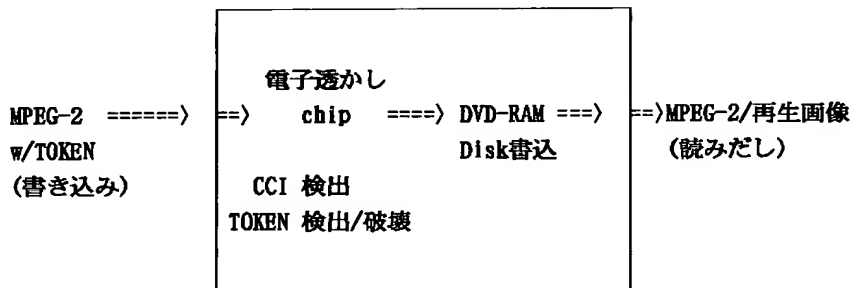 電子透かし
MPEG-2 ======> ==> chip ====> DVD-RAM ===> ==>MPEG-2/再生画像
w/TOKEN Disk書込 (読みだし)
(書き込み) CCI 検出
TOKEN 検出/破壊